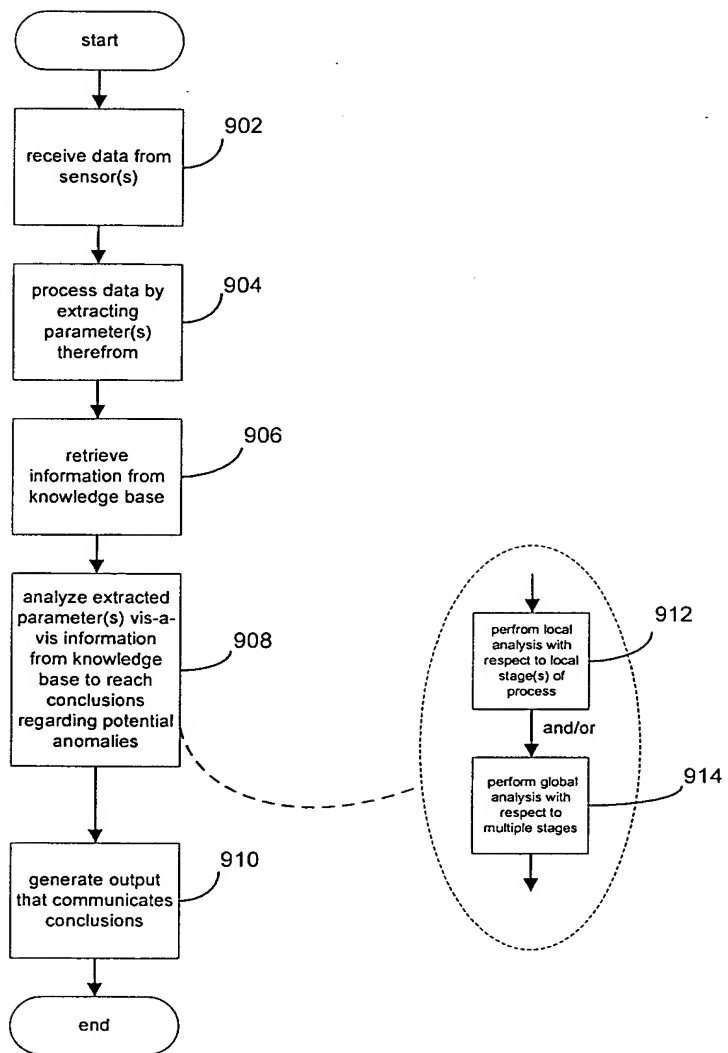 start
902
receive data from
sensor(s)
904
process data by
extracting
parameter(s)
therefrom
906
retrieve
information from
knowledge base
analyze extracted
parameter(s) vis-a-
vis information
from knowledge
base to reach
conclusions
regarding potential
anomalies
908
912
perfrom local
analysis with
respect to local
stage(s) of
process
and/or
914
perform global
analysis with
respect to
multiple stages
910
generate output
that communicates
conclusions
end